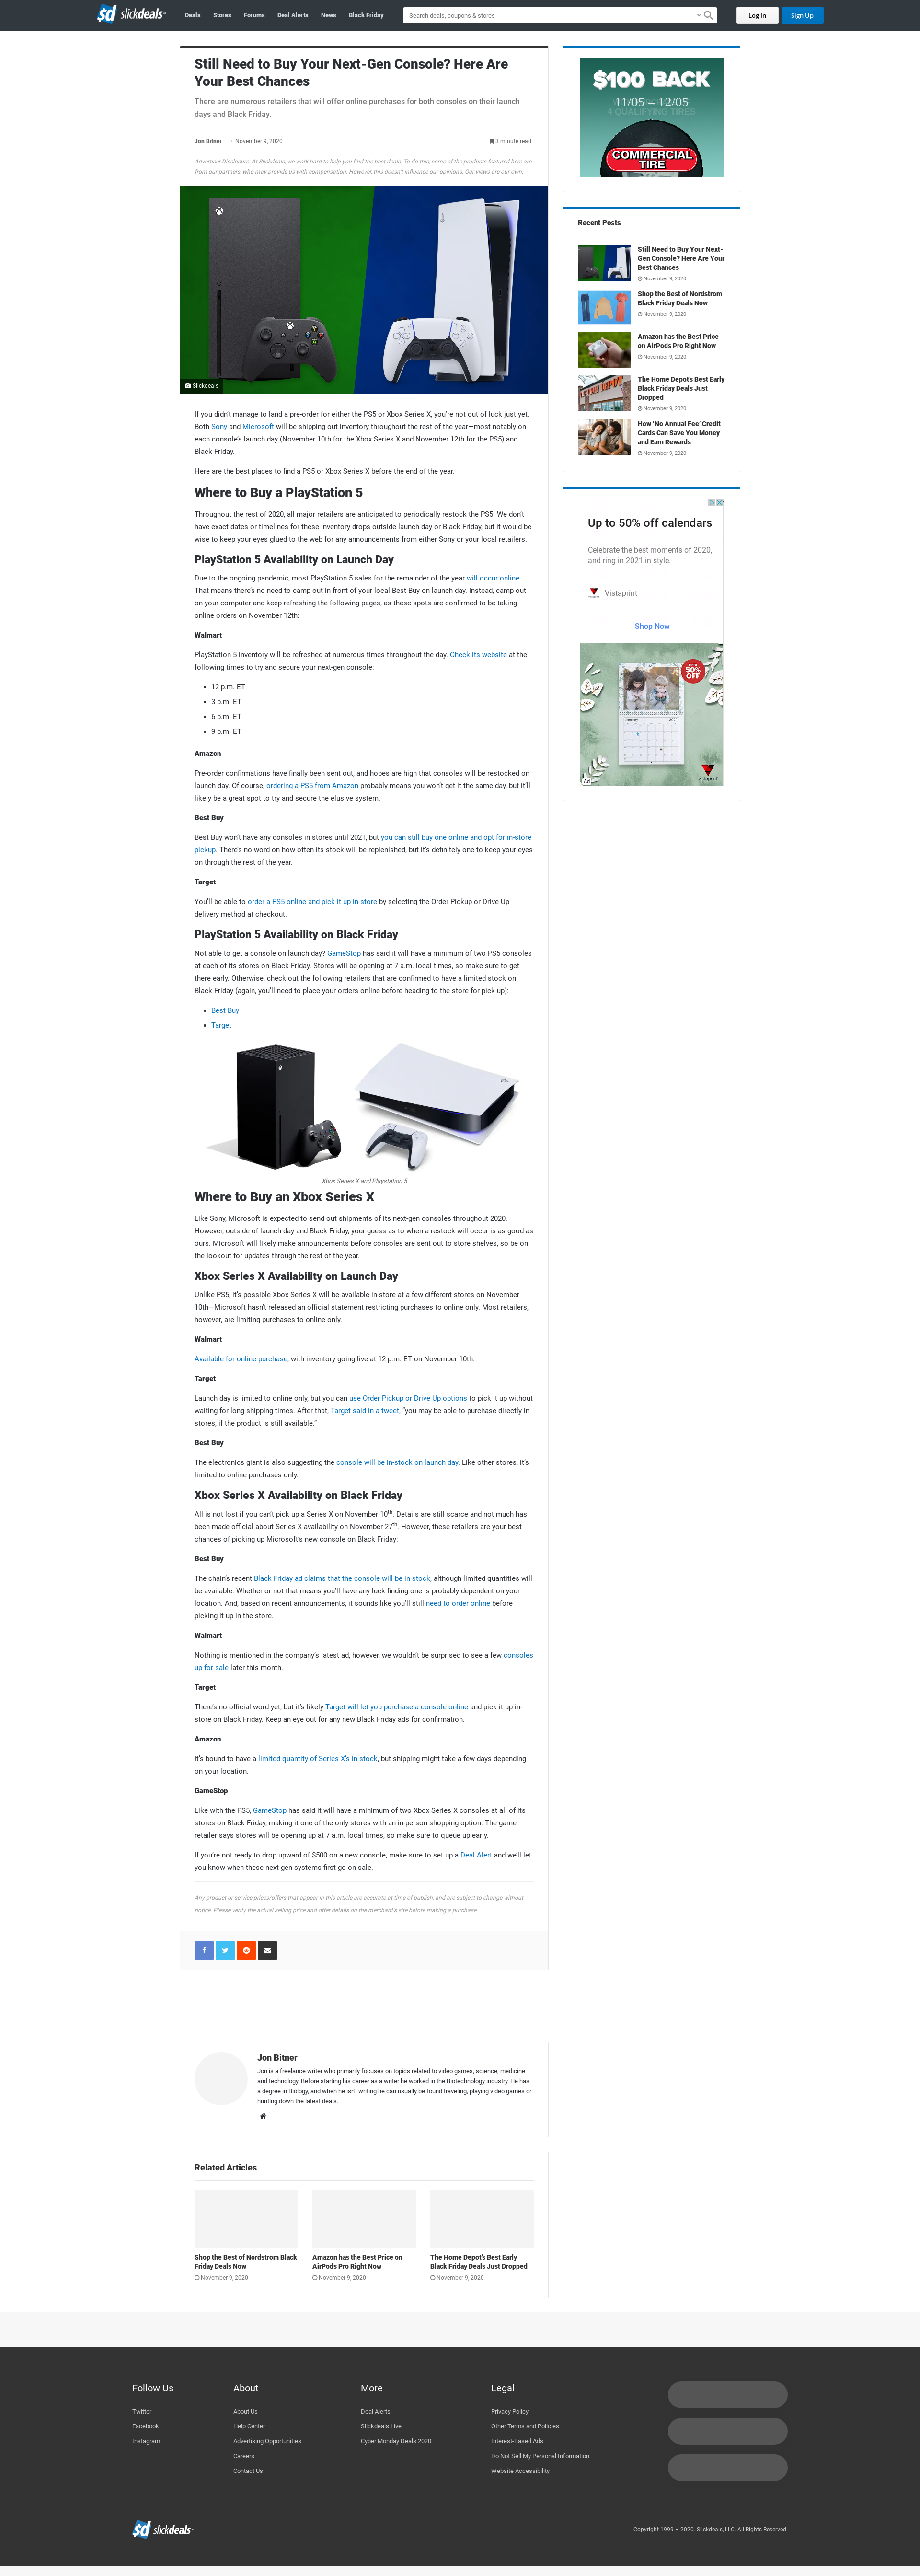 slickdeals
Deals
Stores
Forums
Deal Alerts
News
Black Friday
Search deals, coupons & stores
Log In
Sign Up
Still Need to Buy Your Next-Gen Console? Here Are
Your Best Chances
There are numerous retailers that will offer online purchases for both consoles on their launch
days and Black Friday.
Jon Bitner · November 9, 2020
3 minute read
Advertiser Disclosure: At Slickdeals, we work hard to help you find the best deals. To do this, some of the products featured here are
from our partners, who may provide us with compensation. However, this doesn't influence our opinions. Our views are our own.
Slickdeals
If you didn't manage to land a pre-order for either the PS5 or Xbox Series X, you're not out of luck just yet.
Both Sony and Microsoft will be shipping out inventory throughout the rest of the year—most notably on
each console's launch day (November 10th for the Xbox Series X and November 12th for the PS5) and
Black Friday.
Here are the best places to find a PS5 or Xbox Series X before the end of the year.
Where to Buy a PlayStation 5
Throughout the rest of 2020, all major retailers are anticipated to periodically restock the PS5. We don't
have exact dates or timelines for these inventory drops outside launch day or Black Friday, but it would be
wise to keep your eyes glued to the web for any announcements from either Sony or your local retailers.
PlayStation 5 Availability on Launch Day
Due to the ongoing pandemic, most PlayStation 5 sales for the remainder of the year will occur online.
That means there's no need to camp out in front of your local Best Buy on launch day. Instead, camp out
on your computer and keep refreshing the following pages, as these spots are confirmed to be taking
online orders on November 12th:
Walmart
PlayStation 5 inventory will be refreshed at numerous times throughout the day. Check its website at the
following times to try and secure your next-gen console:
12 p.m. ET
3 p.m. ET
6 p.m. ET
9 p.m. ET
Amazon
Pre-order confirmations have finally been sent out, and hopes are high that consoles will be restocked on
launch day. Of course, ordering a PS5 from Amazon probably means you won't get it the same day, but it'll
likely be a great spot to try and secure the elusive system.
Best Buy
Best Buy won't have any consoles in stores until 2021, but you can still buy one online and opt for in-store
pickup. There's no word on how often its stock will be replenished, but it's definitely one to keep your eyes
on through the rest of the year.
Target
You'll be able to order a PS5 online and pick it up in-store by selecting the Order Pickup or Drive Up
delivery method at checkout.
PlayStation 5 Availability on Black Friday
Not able to get a console on launch day? GameStop has said it will have a minimum of two PS5 consoles
at each of its stores on Black Friday. Stores will be opening at 7 a.m. local times, so make sure to get
there early. Otherwise, check out the following retailers that are confirmed to have a limited stock on
Black Friday (again, you'll need to place your orders online before heading to the store for pick up):
Best Buy
Target
Xbox Series X and Playstation 5
Where to Buy an Xbox Series X
Like Sony, Microsoft is expected to send out shipments of its next-gen consoles throughout 2020.
However, outside of launch day and Black Friday, your guess as to when a restock will occur is as good as
ours. Microsoft will likely make announcements before consoles are sent out to store shelves, so be on
the lookout for updates through the rest of the year.
Xbox Series X Availability on Launch Day
Unlike PS5, it's possible Xbox Series X will be available in-store at a few different stores on November
10th—Microsoft hasn't released an official statement restricting purchases to online only. Most retailers,
however, are limiting purchases to online only.
Walmart
Available for online purchase, with inventory going live at 12 p.m. ET on November 10th.
Target
Launch day is limited to online only, but you can use Order Pickup or Drive Up options to pick it up without
waiting for long shipping times. After that, Target said in a tweet, "you may be able to purchase directly in
stores, if the product is still available."
Best Buy
The electronics giant is also suggesting the console will be in-stock on launch day. Like other stores, it's
limited to online purchases only.
Xbox Series X Availability on Black Friday
All is not lost if you can't pick up a Series X on November 10th. Details are still scarce and not much has
been made official about Series X availability on November 27th. However, these retailers are your best
chances of picking up Microsoft's new console on Black Friday:
Best Buy
The chain's recent Black Friday ad claims that the console will be in stock, although limited quantities will
be available. Whether or not that means you'll have any luck finding one is probably dependent on your
location. And, based on recent announcements, it sounds like you'll still need to order online before
picking it up in the store.
Walmart
Nothing is mentioned in the company's latest ad, however, we wouldn't be surprised to see a few consoles
up for sale later this month.
Target
There's no official word yet, but it's likely Target will let you purchase a console online and pick it up in-
store on Black Friday. Keep an eye out for any new Black Friday ads for confirmation.
Amazon
It's bound to have a limited quantity of Series X's in stock, but shipping might take a few days depending
on your location.
GameStop
Like with the PS5, GameStop has said it will have a minimum of two Xbox Series X consoles at all of its
stores on Black Friday, making it one of the only stores with an in-person shopping option. The game
retailer says stores will be opening up at 7 a.m. local times, so make sure to queue up early.
If you're not ready to drop upward of $500 on a new console, make sure to set up a Deal Alert and we'll let
you know when these next-gen systems first go on sale.
Any product or service prices/offers that appear in this article are accurate at time of publish, and are subject to change without
notice. Please verify the actual selling price and offer details on the merchant's site before making a purchase.
Jon Bitner
Jon is a freelance writer who primarily focuses on topics related to video games, science, medicine
and technology. Before starting his career as a writer he worked in the Biotechnology industry. He has
a degree in Biology, and when he isn't writing he can usually be found traveling, playing video games or
hunting down the latest deals.
Related Articles
Shop the Best of Nordstrom Black
Friday Deals Now
November 9, 2020
Amazon has the Best Price on
AirPods Pro Right Now
November 9, 2020
The Home Depot's Best Early
Black Friday Deals Just Dropped
November 9, 2020
$100 BACK
11/05 – 12/05
4 QUALIFYING TIRES
COMMERCIAL
TIRE
Recent Posts
Still Need to Buy Your Next-
Gen Console? Here Are Your
Best Chances
November 9, 2020
Shop the Best of Nordstrom
Black Friday Deals Now
November 9, 2020
Amazon has the Best Price
on AirPods Pro Right Now
November 9, 2020
The Home Depot's Best Early
Black Friday Deals Just
Dropped
November 9, 2020
How 'No Annual Fee' Credit
Cards Can Save You Money
and Earn Rewards
November 9, 2020
Up to 50% off calendars
Celebrate the best moments of 2020,
and ring in 2021 in style.
Vistaprint
Shop Now
UP TO
50%
OFF
January 2021
vistaprint
Ad
Follow Us
Twitter
Facebook
Instagram
About
About Us
Help Center
Advertising Opportunities
Careers
Contact Us
More
Deal Alerts
Slickdeals Live
Cyber Monday Deals 2020
Legal
Privacy Policy
Other Terms and Policies
Interest-Based Ads
Do Not Sell My Personal Information
Website Accessibility
slickdeals
Copyright 1999 – 2020. Slickdeals, LLC. All Rights Reserved.